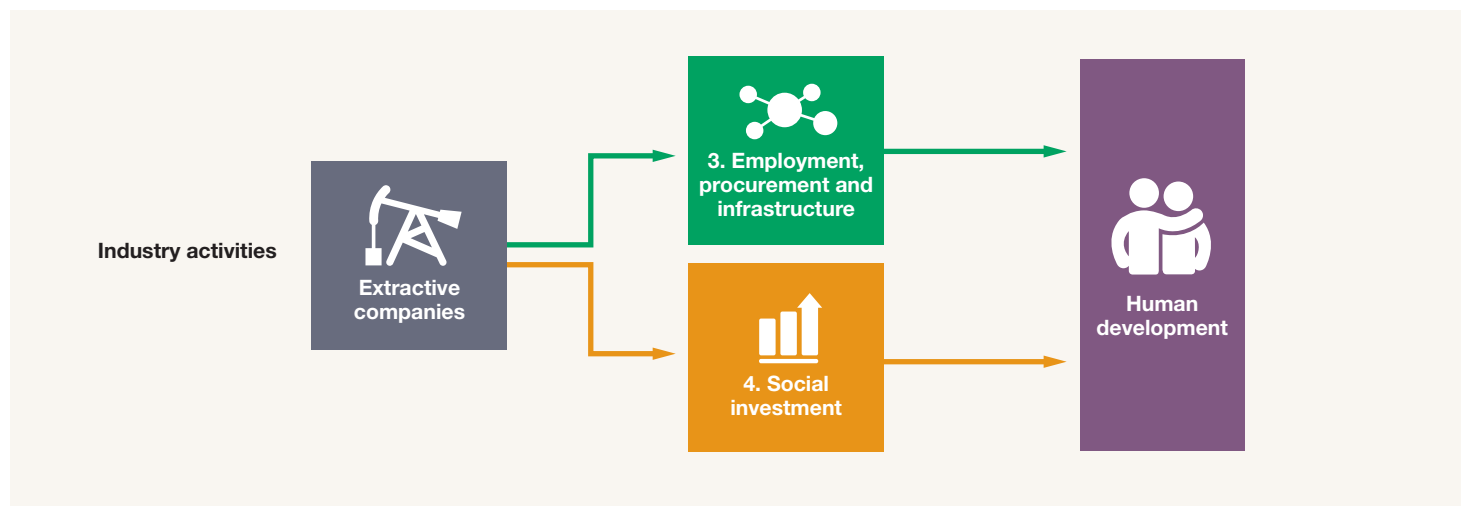 Industry activities
Extractive
companies
3. Employment,
procurement and
infrastructure
4. Social
investment
Human
development